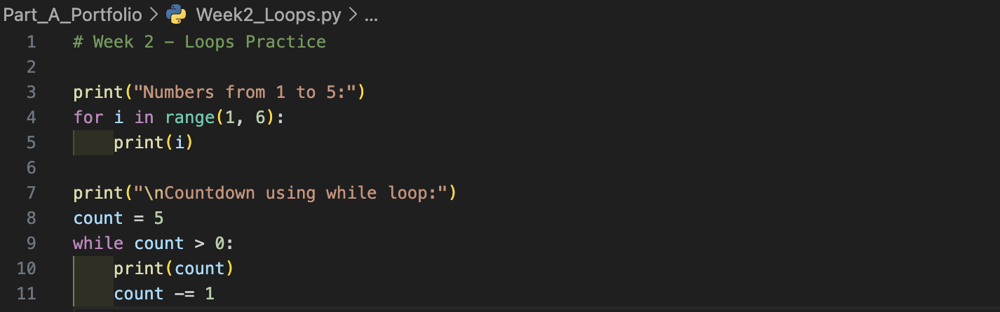 Part_A_Portfolio > Week2_Loops.py > ...
1 # Week 2 - Loops Practice
2
3 print("Numbers from 1 to 5:")
4 for i in range(1, 6):
5     print(i)
6
7 print("\nCountdown using while loop:")
8 count = 5
9 while count > 0:
10     print(count)
11     count -= 1